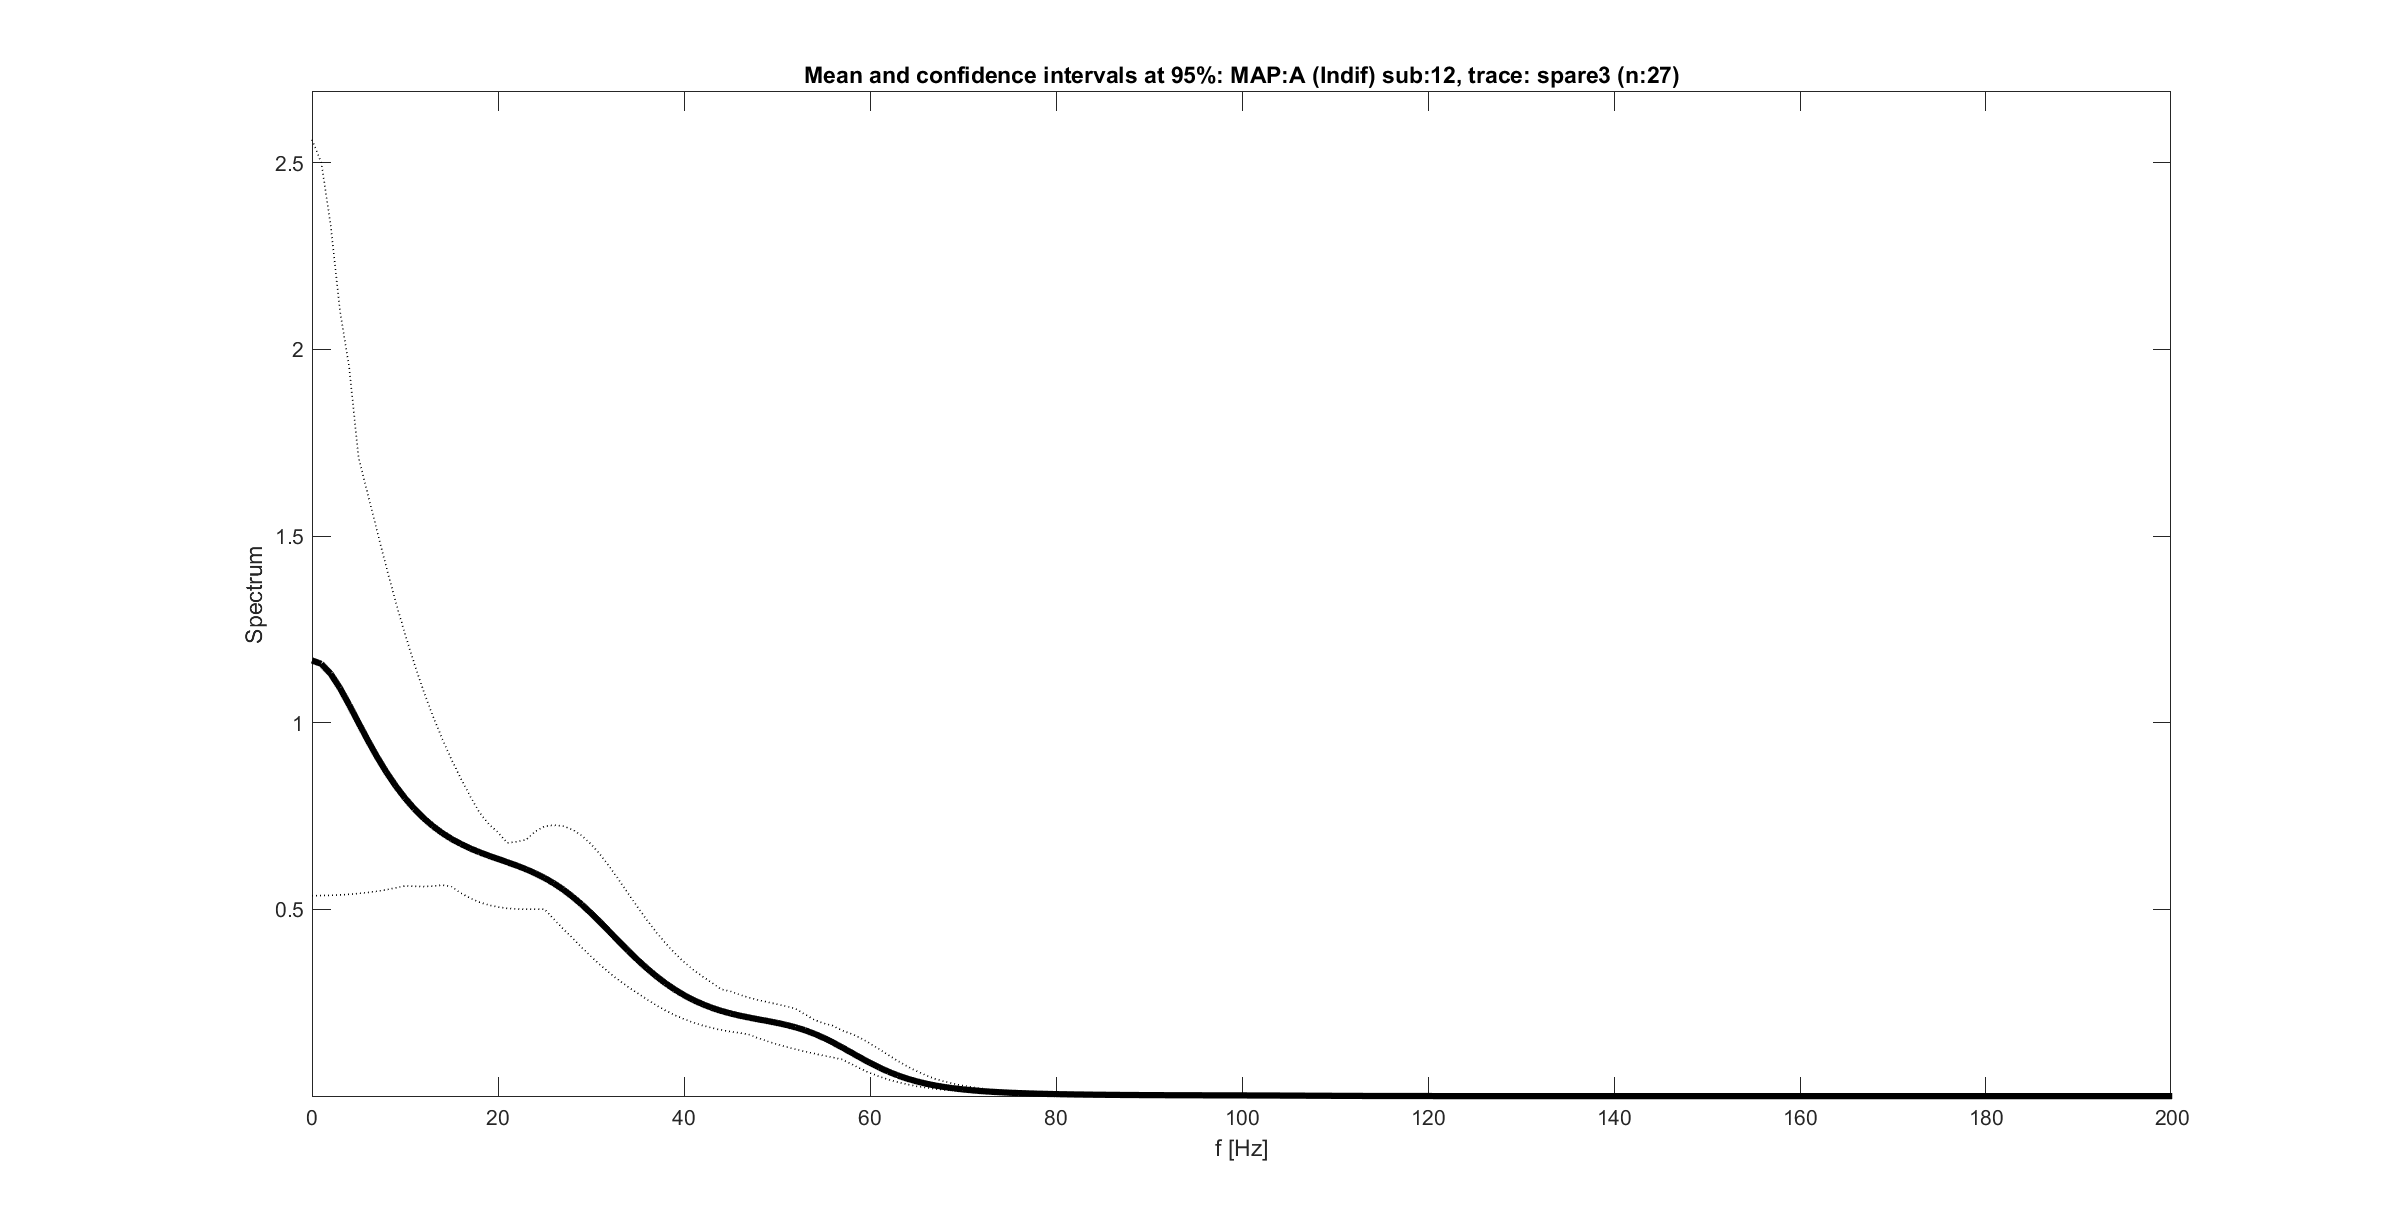 Mean and confidence intervals at 95%: MAP:A (Indif) sub:12, trace: spare3 (n:27)
2.5
2
1.5
1
0.5
Spectrum
0 20 40 60 80 100 120 140 160 180 200
f [Hz]